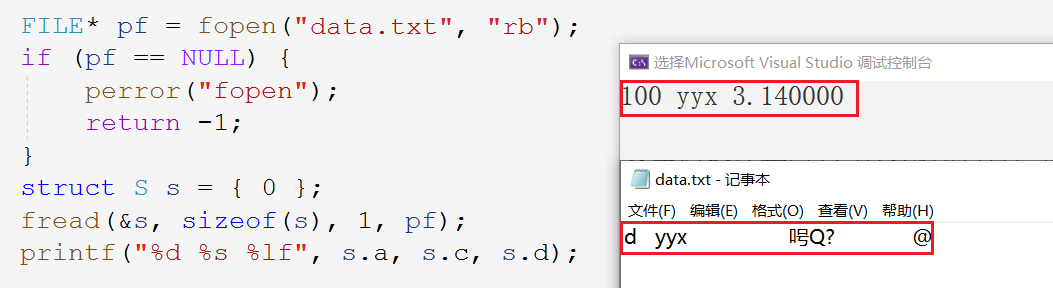 FILE* pf = fopen("data.txt", "rb");
if (pf == NULL) {
perror("fopen");
return -1;
}
struct S s = { 0 };
fread(&s, sizeof(s), 1, pf);
printf("%d %s %lf", s.a, s.c, s.d);
选择Microsoft Visual Studio 调试控制台
100 yyx 3.140000
data.txt - 记事本
文件(F) 编辑(E) 格式(O) 查看(V) 帮助(H)
d yyx 呺Q? @